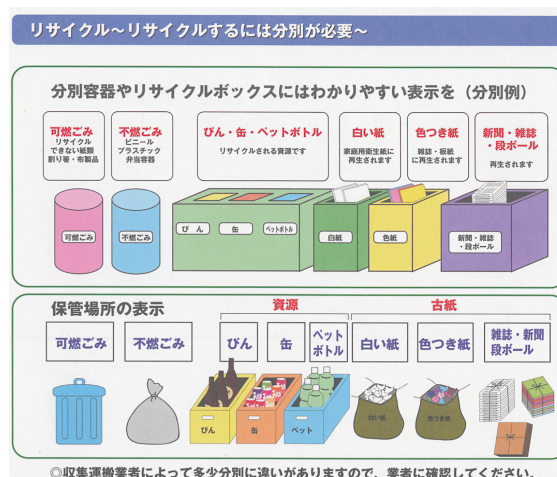 リサイクル～リサイクルするには分別が必要～
分別容器やリサイクルボックスにはわかりやすい表示を（分別例）
可燃ごみ
リサイクル
できない紙類
割り箸・布製品
不燃ごみ
ビニール
プラスチック
弁当容器
びん・缶・ペットボトル
リサイクルされる資源です
白い紙
家庭用衛生紙に
再生されます
色つき紙
雑誌・板紙
に再生されます
新聞・雑誌
・段ボール
再生されます
可燃ごみ
不燃ごみ
びん
缶
ペットボトル
白紙
色紙
新聞・雑誌
・段ボール
保管場所の表示
資源
古紙
可燃ごみ
不燃ごみ
びん
缶
ペット
ボトル
白い紙
色つき紙
雑誌・新聞
段ボール
びん
缶
ペット
白い紙
色つき紙
◎収集運搬業者によって多少分別に違いがありますので、業者に確認してください。